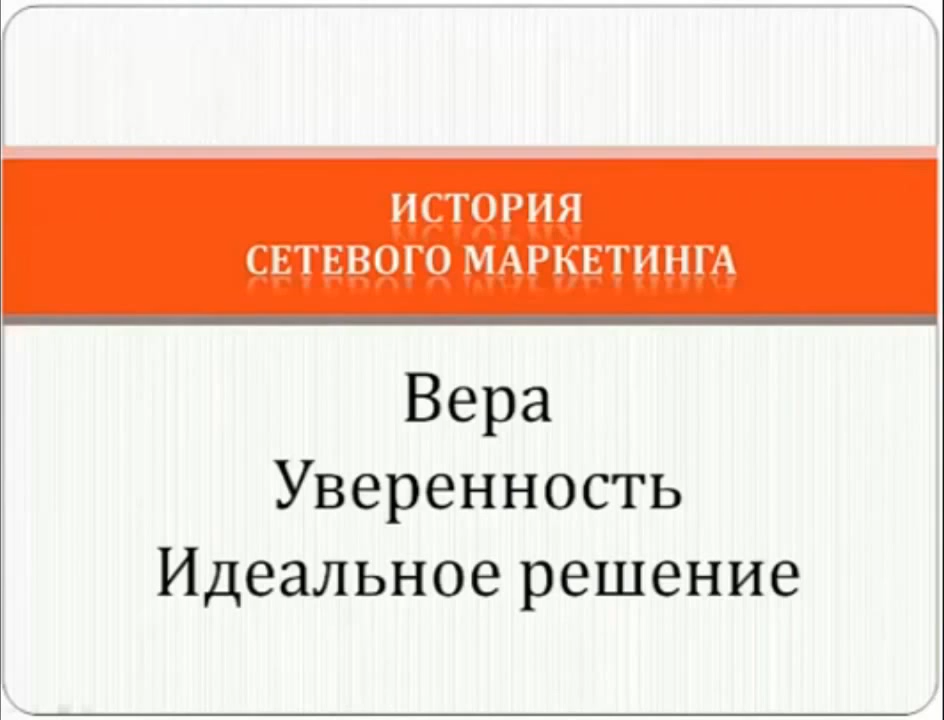 ИСТОРИЯ
СЕТЕВОГО МАРКЕТИНГА
Вера
Уверенность
Идеальное решение